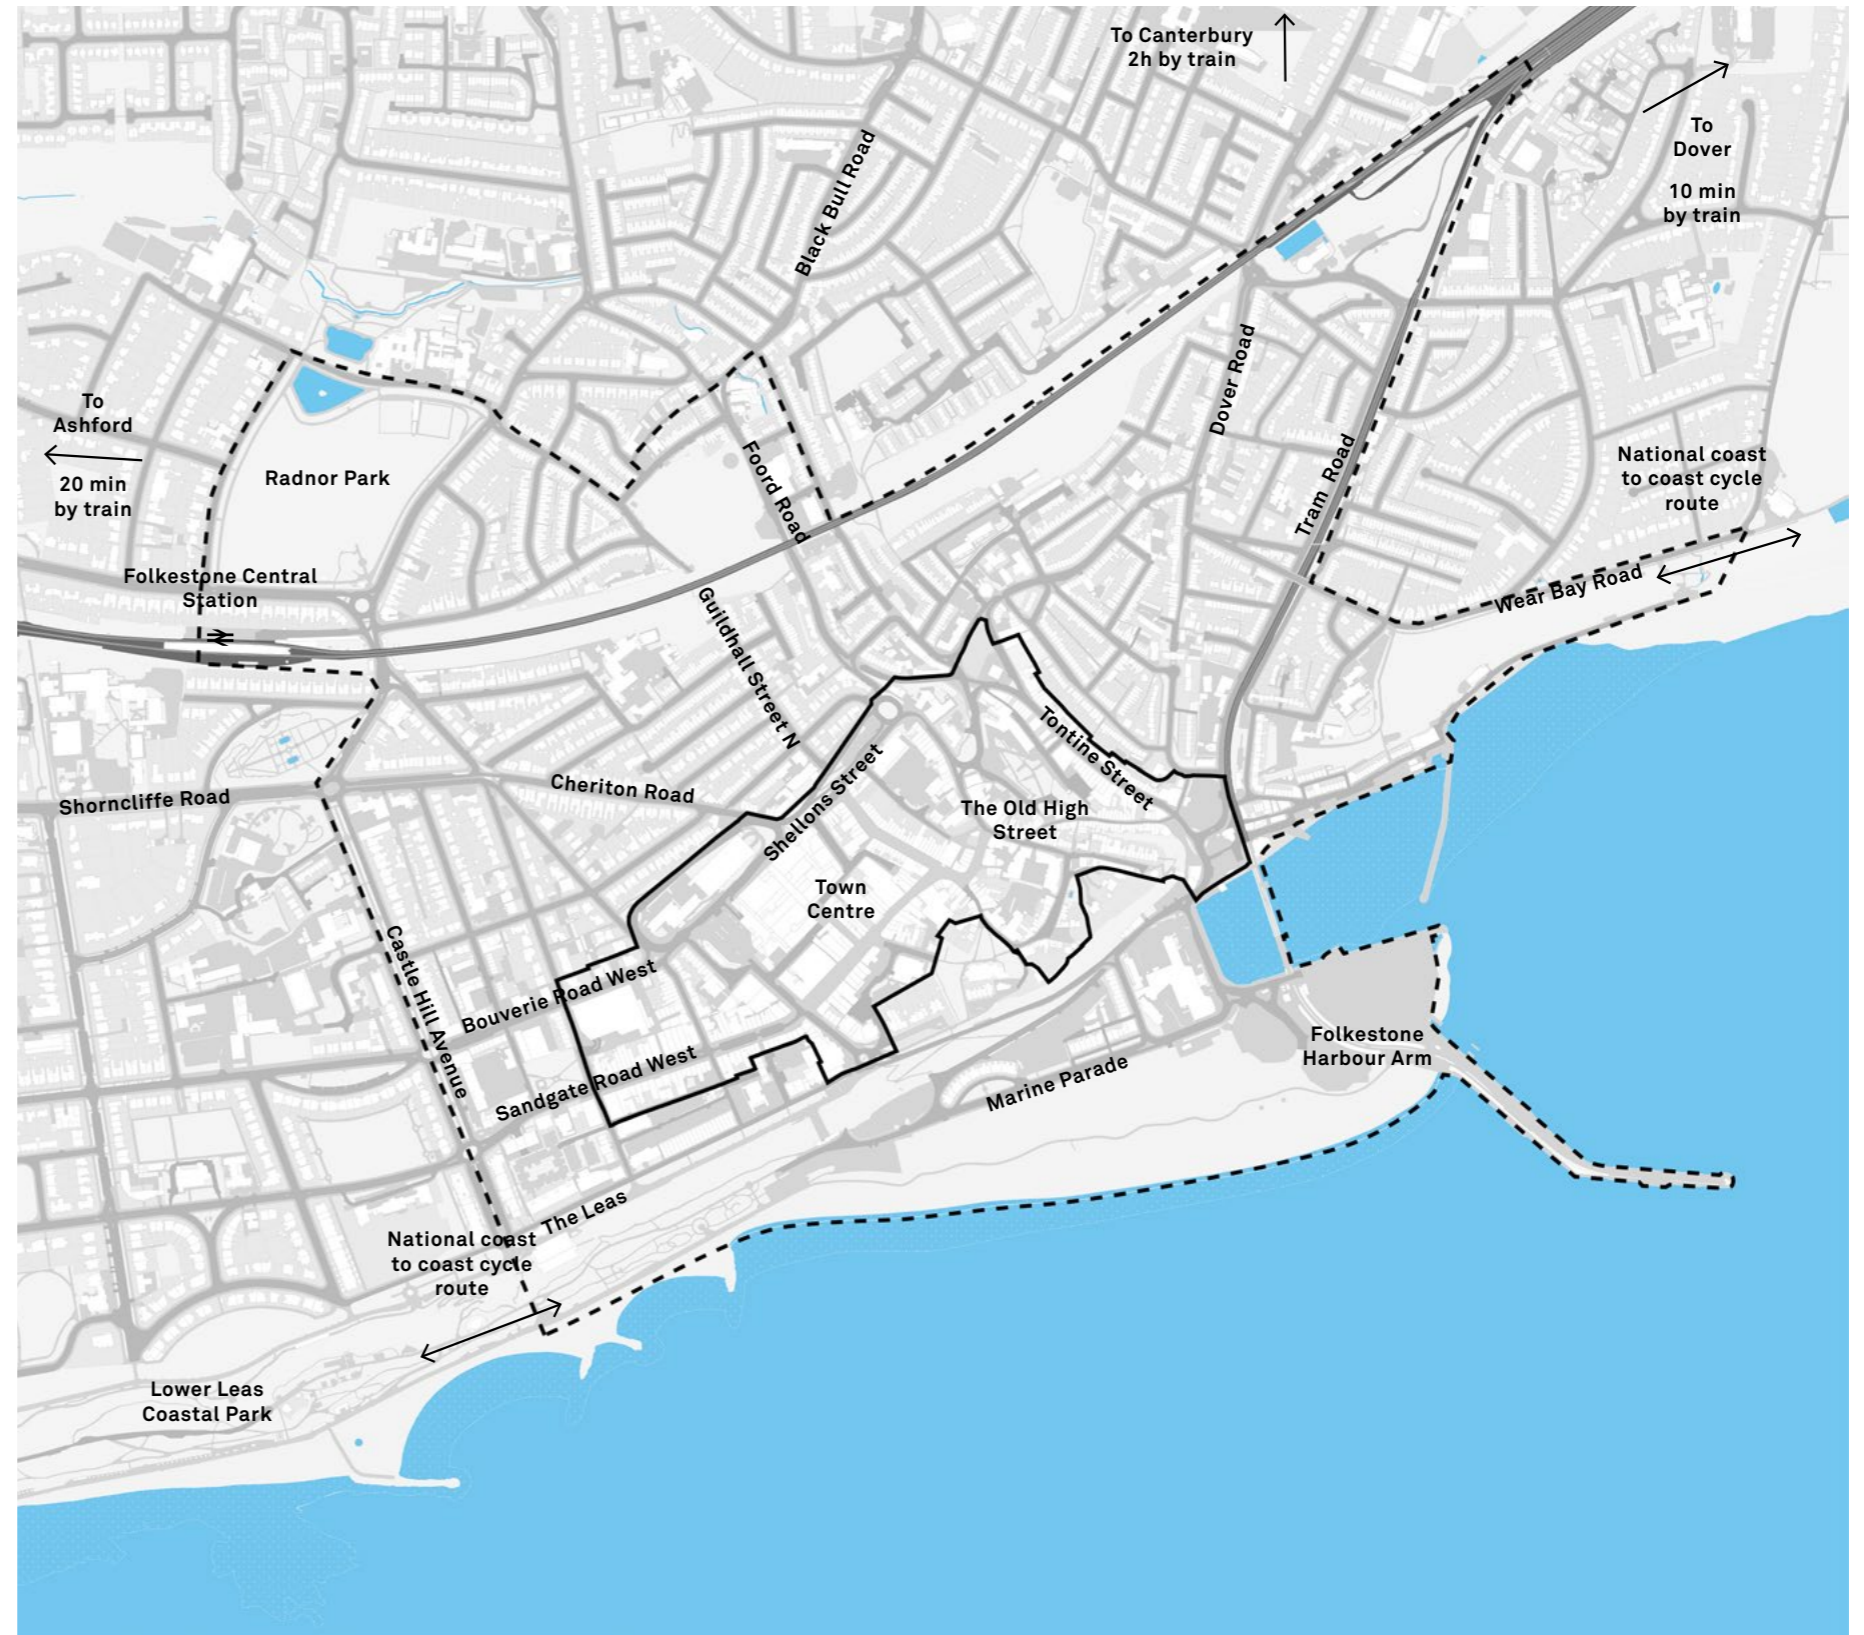 To Canterbury
2h by train
To
Dover
10 min
by train
Black Bull Road
To
Ashford
20 min
by train
Radnor Park
Foord Road
Dover Road
Tram Road
National coast
to coast cycle
route
Folkestone Central
Station
Wear Bay Road
Guildhall Street N
Tontine Street
Shorncliffe Road
Cheriton Road
Shellons Street
The Old High
Street
Town
Centre
Castle Hill Avenue
Bouverie Road West
Sandgate Road West
Folkestone
Harbour Arm
Marine Parade
The Leas
National coast
to coast cycle
route
Lower Leas
Coastal Park